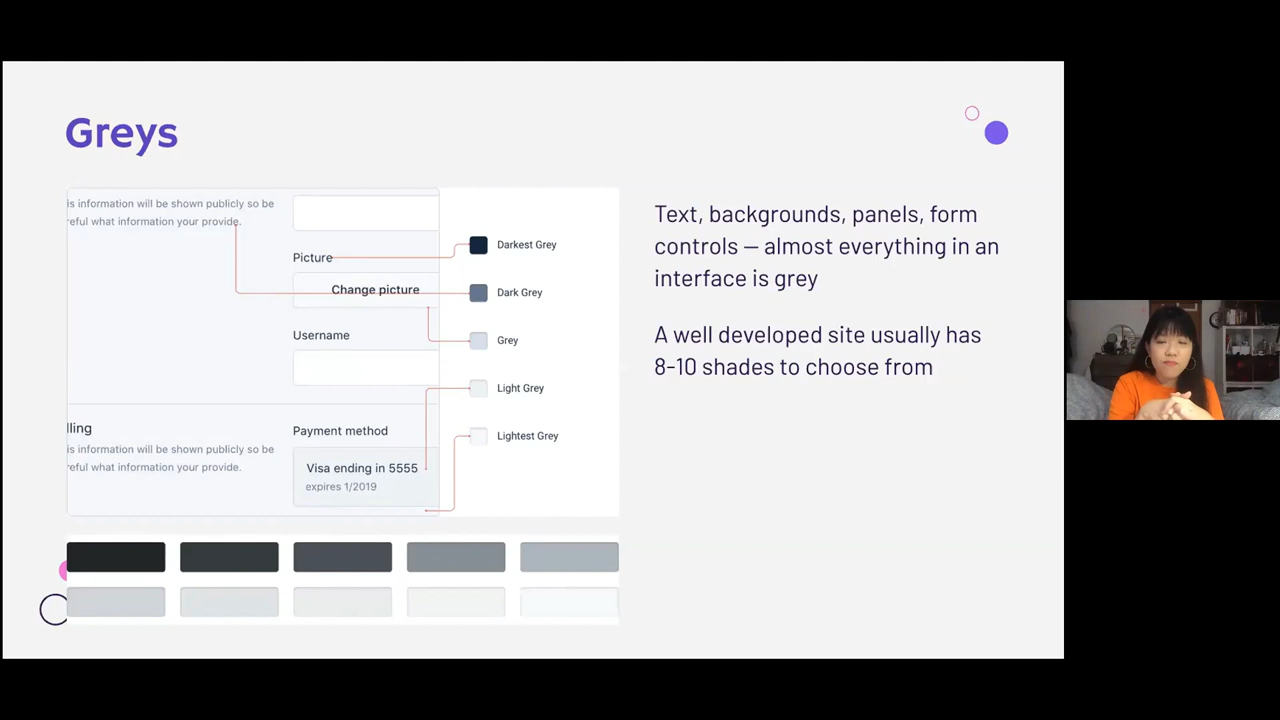 Greys
is information will be shown publicly so be
reful what information your provide.
Picture
Change picture
Username
lling
is information will be shown publicly so be
reful what information your provide.
Payment method
Visa ending in 5555
expires 1/2019
Darkest Grey
Dark Grey
Grey
Light Grey
Lightest Grey
Text, backgrounds, panels, form
controls — almost everything in an
interface is grey
A well developed site usually has
8-10 shades to choose from